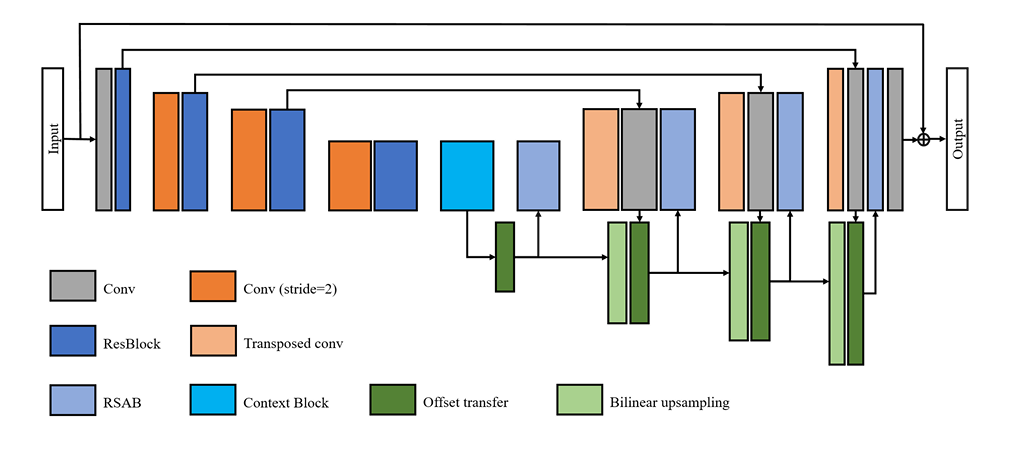 Input
Output
Conv
Conv (stride=2)
ResBlock
Transposed conv
RSAB
Context Block
Offset transfer
Bilinear upsampling